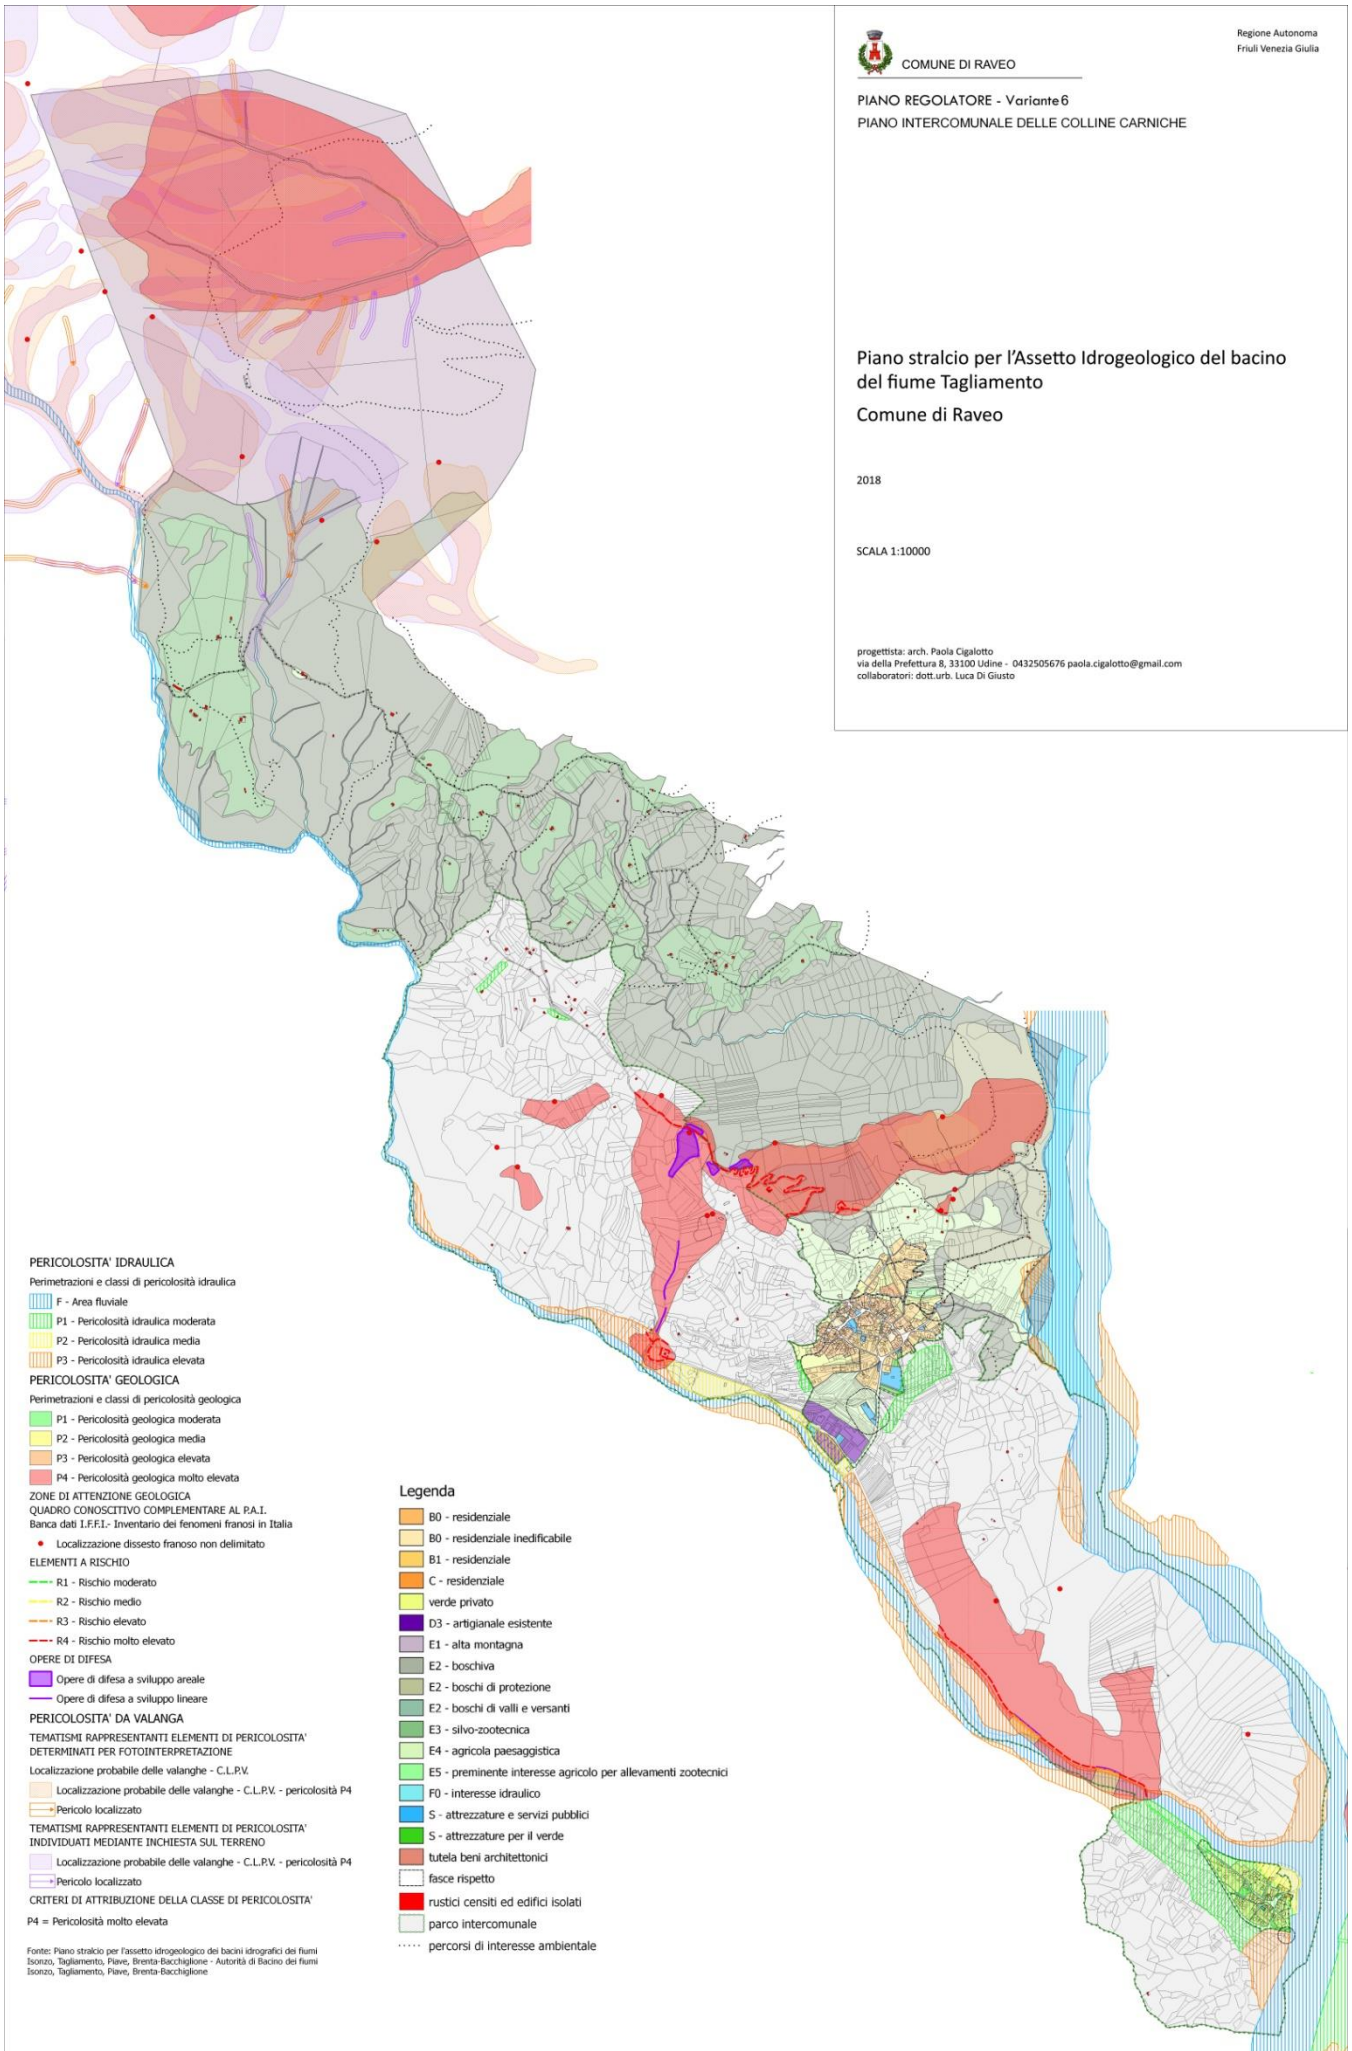 Regione Autonoma
Friuli Venezia Giulia
COMUNE DI RAVEO
PIANO REGOLATORE - Variante 6
PIANO INTERCOMUNALE DELLE COLLINE CARNICHE
Piano stralcio per l'Assetto Idrogeologico del bacino
del fiume Tagliamento
Comune di Raveo
2018
SCALA 1:10000
progettista: arch. Paola Cigalotto
via della Prefettura 8, 33100 Udine - 0432505676 paola.cigalotto@gmail.com
collaboratori: dott.urb. Luca Di Giusto
PERICOLOSITA' IDRAULICA
Perimetrazioni e classi di pericolosità idraulica
F - Area fluviale
P1 - Pericolosità idraulica moderata
P2 - Pericolosità idraulica media
P3 - Pericolosità idraulica elevata
PERICOLOSITA' GEOLOGICA
Perimetrazioni e classi di pericolosità geologica
P1 - Pericolosità geologica moderata
P2 - Pericolosità geologica media
P3 - Pericolosità geologica elevata
P4 - Pericolosità geologica molto elevata
ZONE DI ATTENZIONE GEOLOGICA
QUADRO CONOSCITIVO COMPLEMENTARE AL P.A.I.
Banca dati I.F.F.I.- Inventario dei fenomeni franosi in Italia
Localizzazione dissesto franoso non delimitato
ELEMENTI A RISCHIO
R1 - Rischio moderato
R2 - Rischio medio
R3 - Rischio elevato
R4 - Rischio molto elevato
OPERE DI DIFESA
Opere di difesa a sviluppo areale
Opere di difesa a sviluppo lineare
PERICOLOSITA' DA VALANGA
TEMATISMI RAPPRESENTANTI ELEMENTI DI PERICOLOSITA'
DETERMINATI PER FOTOINTERPRETAZIONE
Localizzazione probabile delle valanghe - C.L.P.V.
Localizzazione probabile delle valanghe - C.L.P.V. - pericolosità P4
Pericolo localizzato
TEMATISMI RAPPRESENTANTI ELEMENTI DI PERICOLOSITA'
INDIVIDUATI MEDIANTE INCHIESTA SUL TERRENO
Localizzazione probabile delle valanghe - C.L.P.V. - pericolosità P4
Pericolo localizzato
CRITERI DI ATTRIBUZIONE DELLA CLASSE DI PERICOLOSITA'
P4 = Pericolosità molto elevata
Fonte: Piano stralcio per l'assetto idrogeologico dei bacini idrografici dei fiumi
Isonzo, Tagliamento, Piave, Brenta-Bacchiglione - Autorità di Bacino dei fiumi
Isonzo, Tagliamento, Piave, Brenta-Bacchiglione
Legenda
B0 - residenziale
B0 - residenziale inedificabile
B1 - residenziale
C - residenziale
verde privato
D3 - artigianale esistente
E1 - alta montagna
E2 - boschiva
E2 - boschi di protezione
E2 - boschi di valli e versanti
E3 - silvo-zootecnica
E4 - agricola paesaggistica
E5 - preminente interesse agricolo per allevamenti zootecnici
F0 - interesse idraulico
S - attrezzature e servizi pubblici
S - attrezzature per il verde
tutela beni architettonici
fasce rispetto
rustici censiti ed edifici isolati
parco intercomunale
percorsi di interesse ambientale